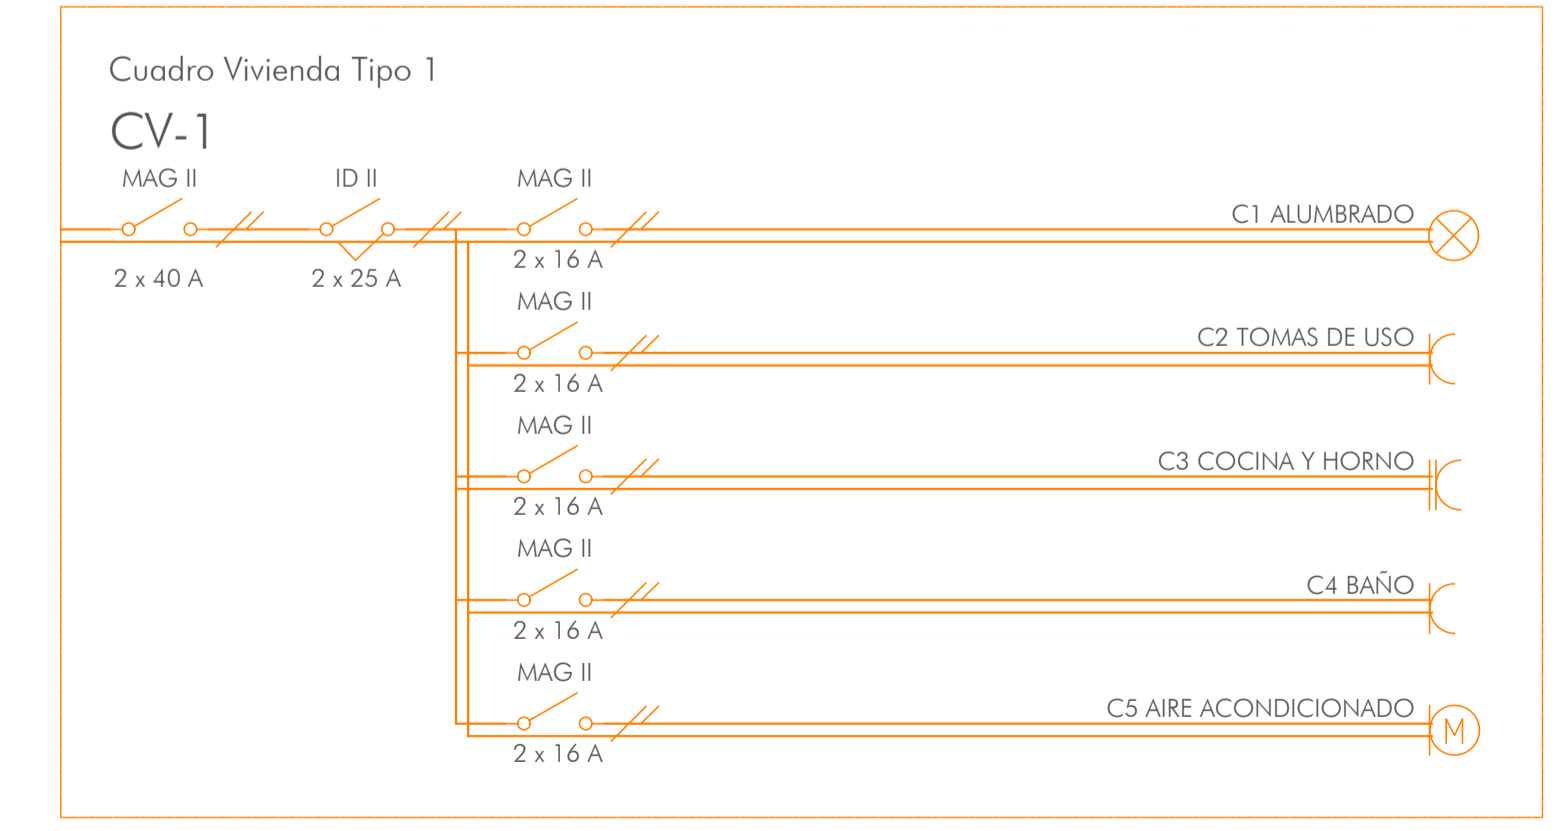 Cuadro Vivienda Tipo 1
CV-1
MAG II
ID II
MAG II
C1 ALUMBRADO
2 x 40 A
2 x 25 A
2 x 16 A
MAG II
C2 TOMAS DE USO
2 x 16 A
MAG II
C3 COCINA Y HORNO
2 x 16 A
MAG II
C4 BAÑO
2 x 16 A
MAG II
C5 AIRE ACONDICIONADO
M
2 x 16 A